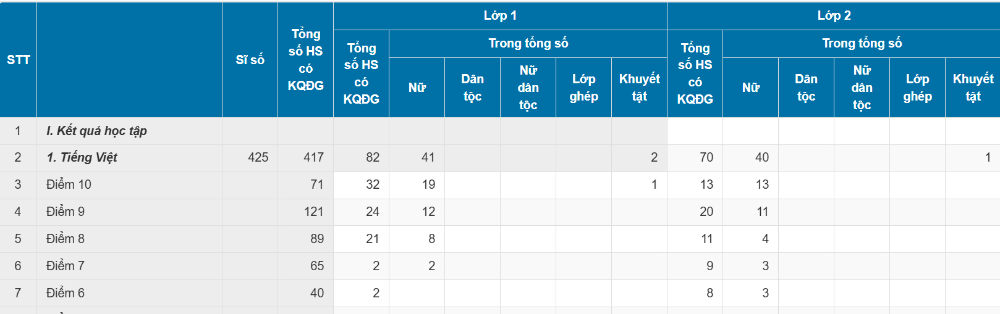 STT Sĩ số Tổng số HS có KQĐG Lớp 1 Lớp 2
Tổng số HS có KQĐG Trong tổng số Tổng số HS có KQĐG Trong tổng số
Nữ Dân tộc Nữ dân tộc Lớp ghép Khuyết tật Nữ Dân tộc Nữ dân tộc Lớp ghép Khuyết tật
1 I. Kết quả học tập
2 1. Tiếng Việt 425 417 82 41 2 70 40 1
3 Điểm 10 71 32 19 1 13 13
4 Điểm 9 121 24 12 20 11
5 Điểm 8 89 21 8 11 4
6 Điểm 7 65 2 2 9 3
7 Điểm 6 40 2 8 3